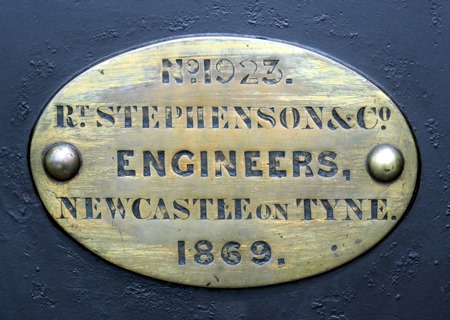 No. 1923.
RT. STEPHENSON & Co
ENGINEERS,
NEWCASTLE ON TYNE.
1869.